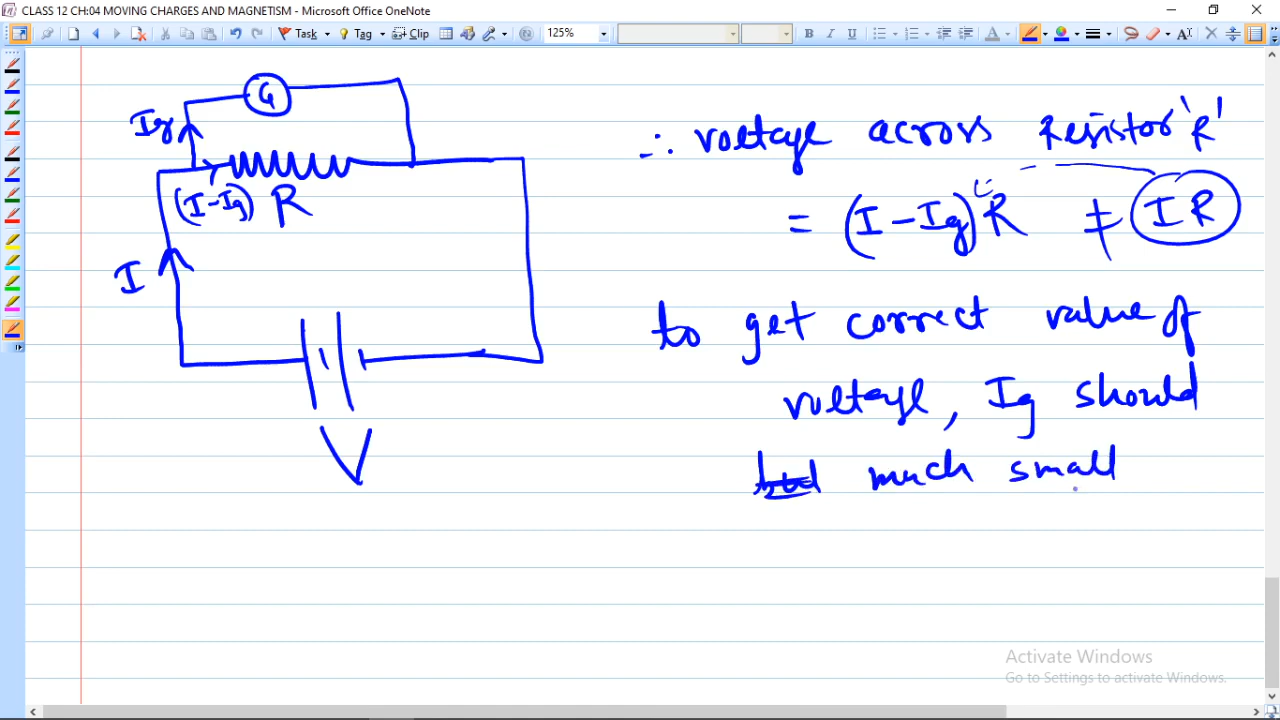 CLASS 12 CH:04 MOVING CHARGES AND MAGNETISM - Microsoft Office OneNote
Task Tag Clip 125% B I U
G
Ig
(I-Ig) R
I
V
∴ voltage across Resistor 'R'
= (I - Ig) R ≠ IR
to get correct value of
voltage, Ig should
much small
Activate Windows
Go to Settings to activate Windows.